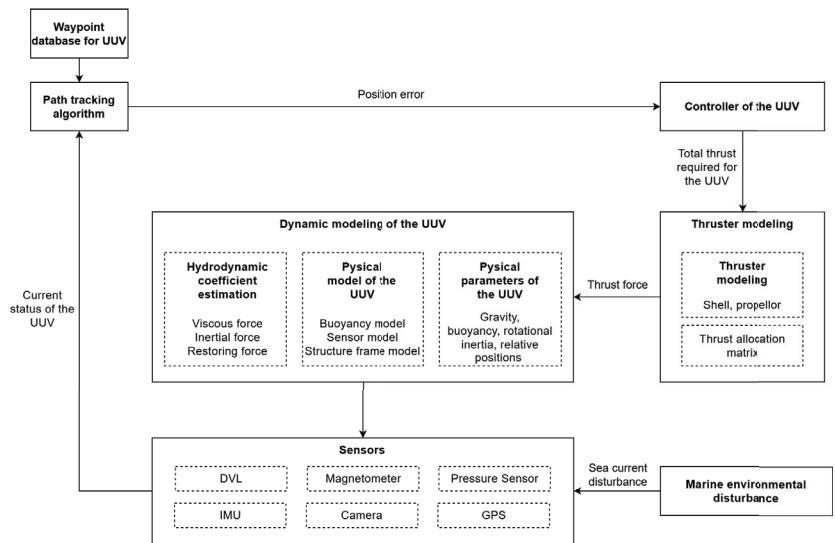 Waypoint
database for UUV
Path tracking
algorithm
Position error
Controller of the UUV
Total thrust
required for
the UUV
Dynamic modeling of the UUV
Hydrodynamic
coefficient
estimation
Viscous force
Inertial force
Restoring force
Pysical
model of the
UUV
Buoyancy model
Sensor model
Structure frame model
Pysical
parameters of
the UUV
Gravity,
buoyancy, rotational
inertia, relative
positions
Thrust force
Thruster modeling
Thruster
modeling
Shell, propellor
Thrust allocation
matrix
Current
status of the
UUV
Sensors
DVL
Magnetometer
Pressure Sensor
IMU
Camera
GPS
Sea current
disturbance
Marine environmental
disturbance